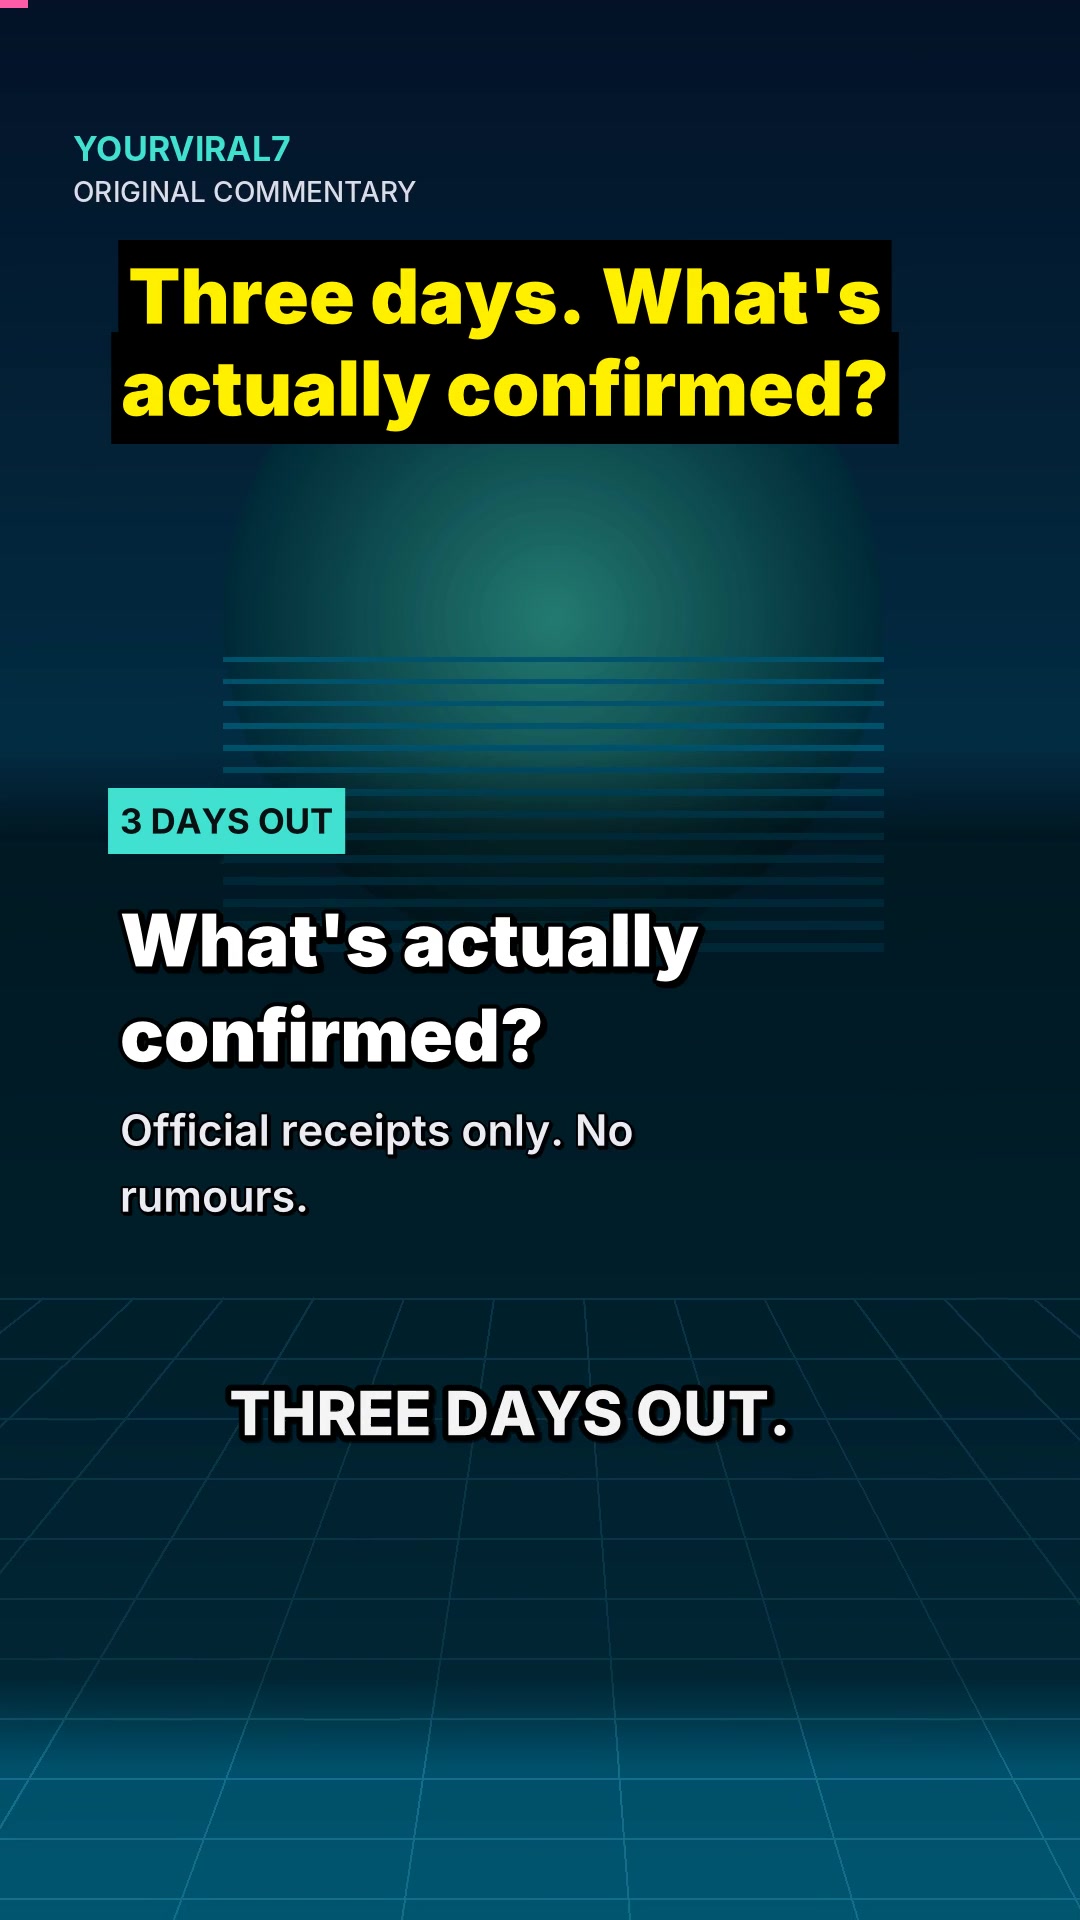 YOURVIRAL7
ORIGINAL COMMENTARY
Three days. What's
actually confirmed?
3 DAYS OUT
What's actually
confirmed?
Official receipts only. No
rumours.
THREE DAYS OUT.